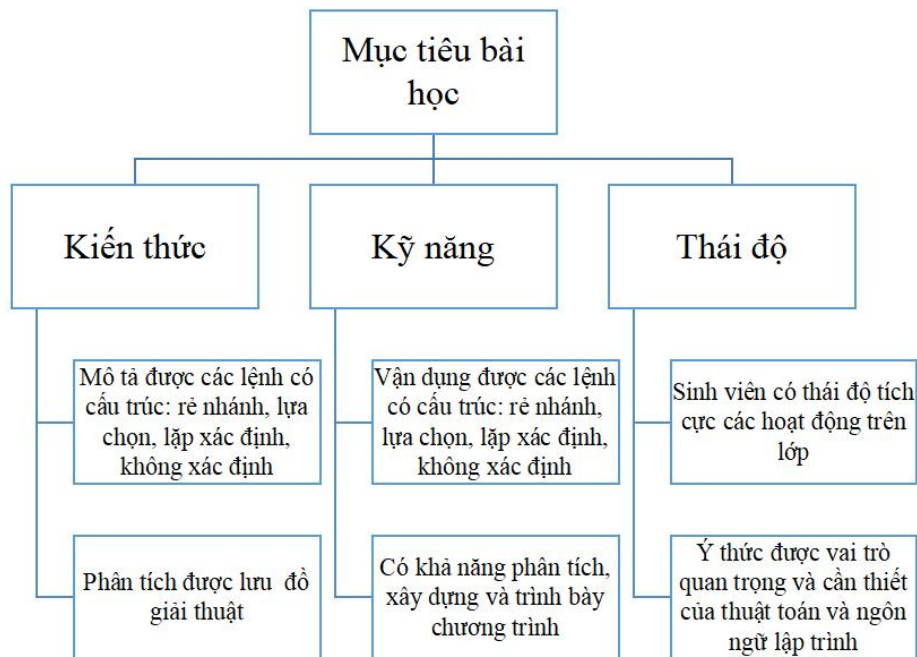 Mục tiêu bài
học
Kiến thức
Kỹ năng
Thái độ
Mô tả được các lệnh có
cấu trúc: rẻ nhánh, lựa
chọn, lặp xác định,
không xác định
Vận dụng được các lệnh
có cấu trúc: rẻ nhánh,
lựa chọn, lặp xác định,
không xác định
Sinh viên có thái độ tích
cực các hoạt động trên
lớp
Phân tích được lưu đồ
giải thuật
Có khả năng phân tích,
xây dựng và trình bày
chương trình
Ý thức được vai trò
quan trọng và cần thiết
của thuật toán và ngôn
ngữ lập trình